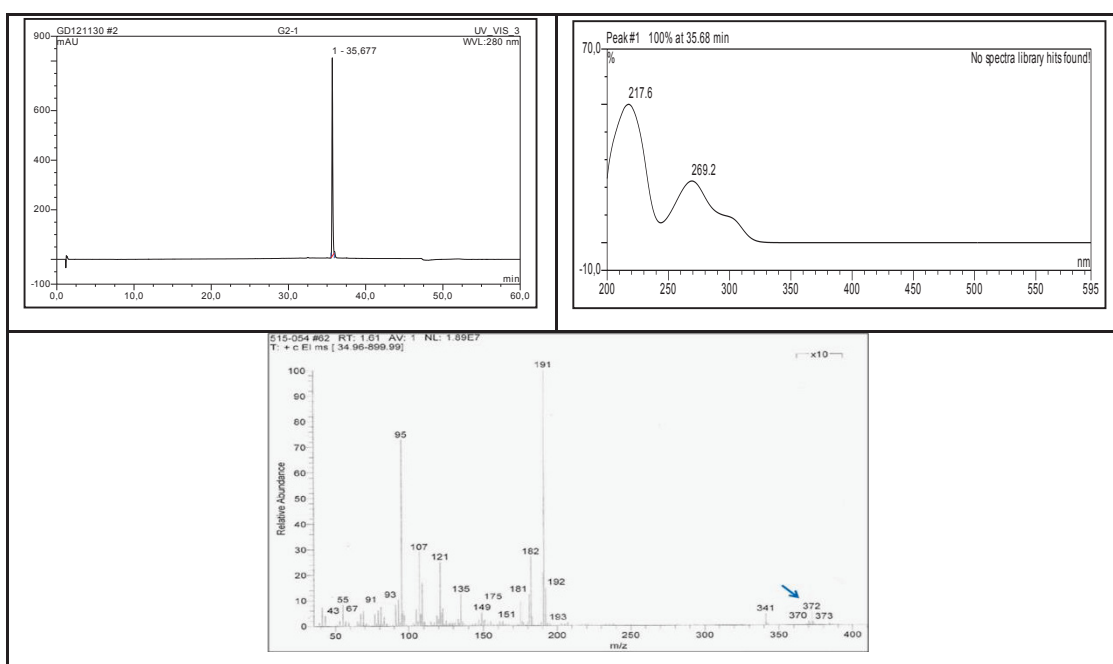 GD121130 #2 G2-1 UV_VIS_3
900
mAU
WVL:280 nm
1 - 35,677
600
400
200
-100
min
0,0 10,0 20,0 30,0 40,0 50,0 60,0
Peak #1 100% at 35.68 min
70,0
%
No spectra library hits found!
217.6
269.2
-10,0
nm
200 250 300 350 400 450 500 550 595
515-054 #62 RT: 1.61 AV: 1 NL: 1.89E7
T: + c EI ms [ 34.96-899.99]
x10
191
100
90
80
70
60
50
40
30
20
10
0
Relative Abundance
95
107
121
182
192
135
175
181
55
91
93
43
67
149
151
193
341
372
370
373
50 100 150 200 250 300 350 400
m/z